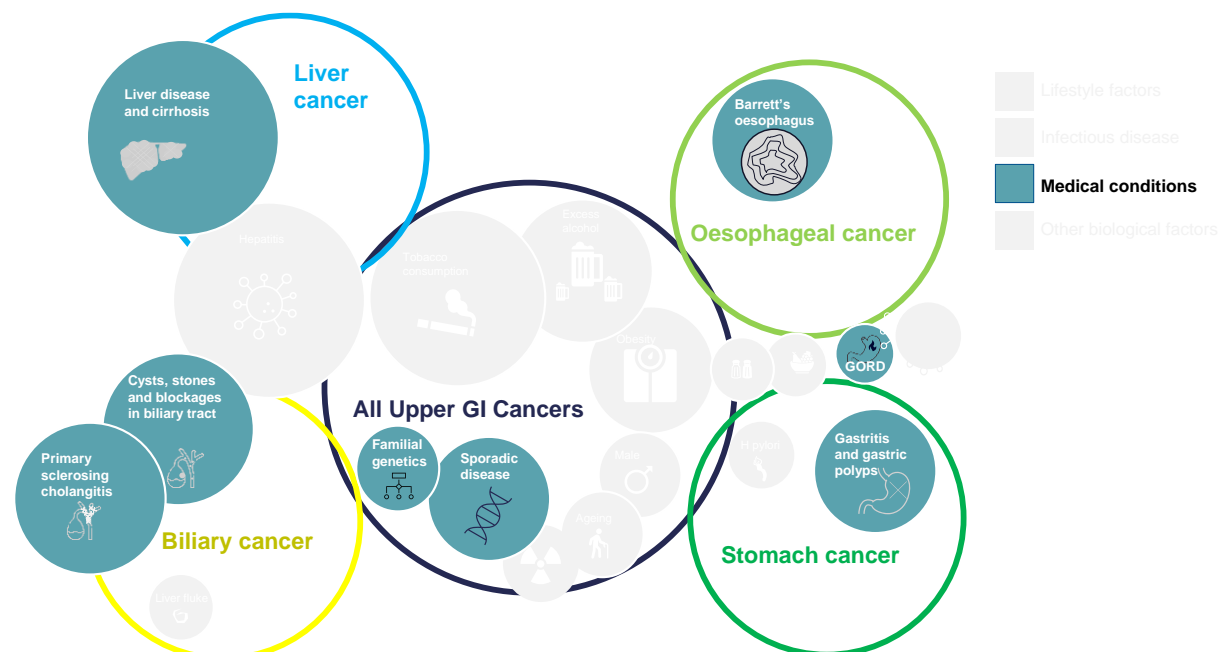 Liver
cancer
Liver disease
and cirrhosis
Barrett's
oesophagus
Lifestyle factors
Infectious disease
Medical conditions
Other biological factors
Oesophageal cancer
Hepatitis
Tobacco
consumption
Excess
alcohol
Obesity
GORD
Cysts, stones
and blockages
in biliary tract
All Upper GI Cancers
Familial
genetics
Sporadic
disease
Male
H pylori
Gastritis
and gastric
polyps
Primary
sclerosing
cholangitis
Ageing
Biliary cancer
Stomach cancer
Liver fluke